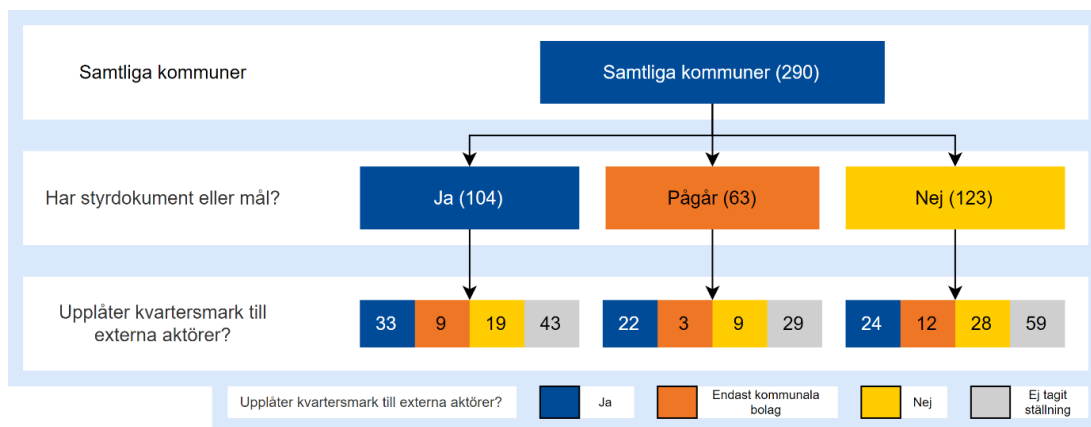 Samtliga kommuner
Samtliga kommuner (290)
Har styrdokument eller mål?
Ja (104)
Pågår (63)
Nej (123)
Upplåter kvartersmark till
externa aktörer?
33 9 19 43
22 3 9 29
24 12 28 59
Upplåter kvartersmark till externa aktörer?
Ja
Endast kommunala
bolag
Nej
Ej tagit
ställning